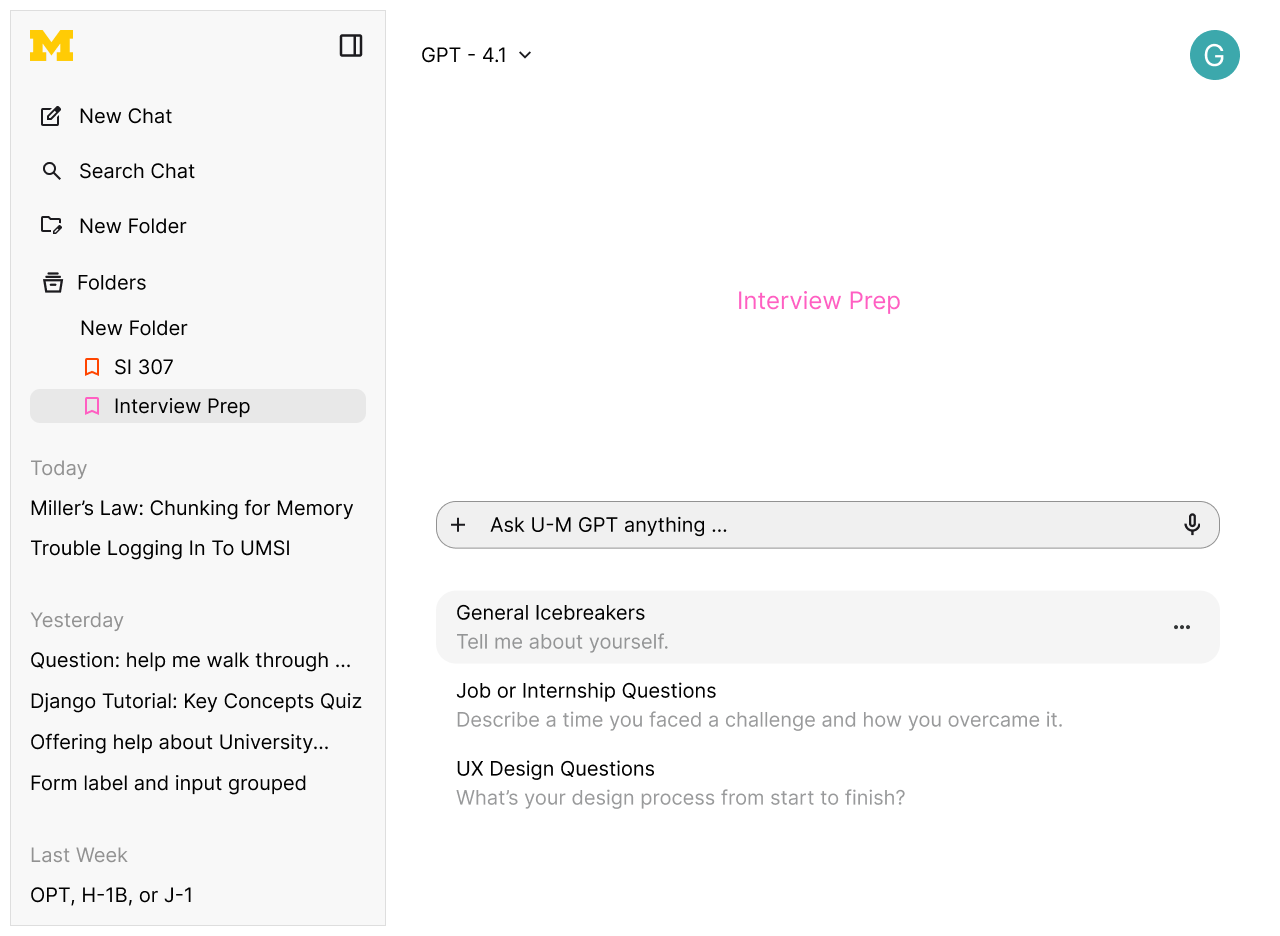 M
GPT - 4.1
G
New Chat
Search Chat
New Folder
Folders
New Folder
SI 307
Interview Prep
Today
Miller’s Law: Chunking for Memory
Trouble Logging In To UMSI
Yesterday
Question: help me walk through ...
Django Tutorial: Key Concepts Quiz
Offering help about University...
Form label and input grouped
Last Week
OPT, H-1B, or J-1
Interview Prep
Ask U-M GPT anything ...
General Icebreakers
Tell me about yourself.
Job or Internship Questions
Describe a time you faced a challenge and how you overcame it.
UX Design Questions
What’s your design process from start to finish?